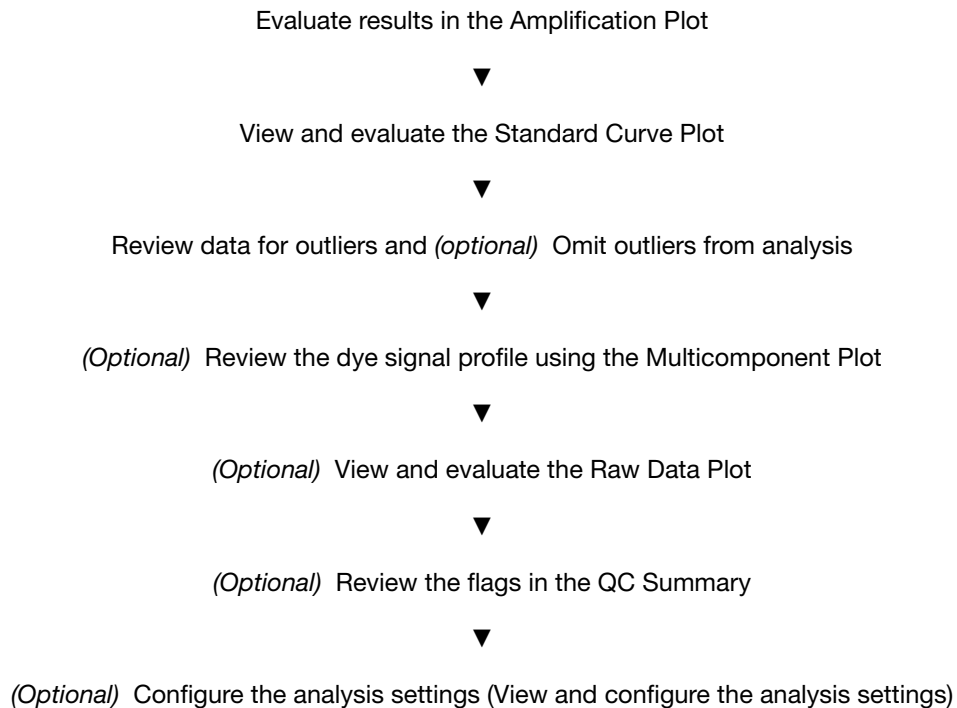 Evaluate results in the Amplification Plot
▼
View and evaluate the Standard Curve Plot
▼
Review data for outliers and (optional) Omit outliers from analysis
▼
(Optional) Review the dye signal profile using the Multicomponent Plot
▼
(Optional) View and evaluate the Raw Data Plot
▼
(Optional) Review the flags in the QC Summary
▼
(Optional) Configure the analysis settings (View and configure the analysis settings)